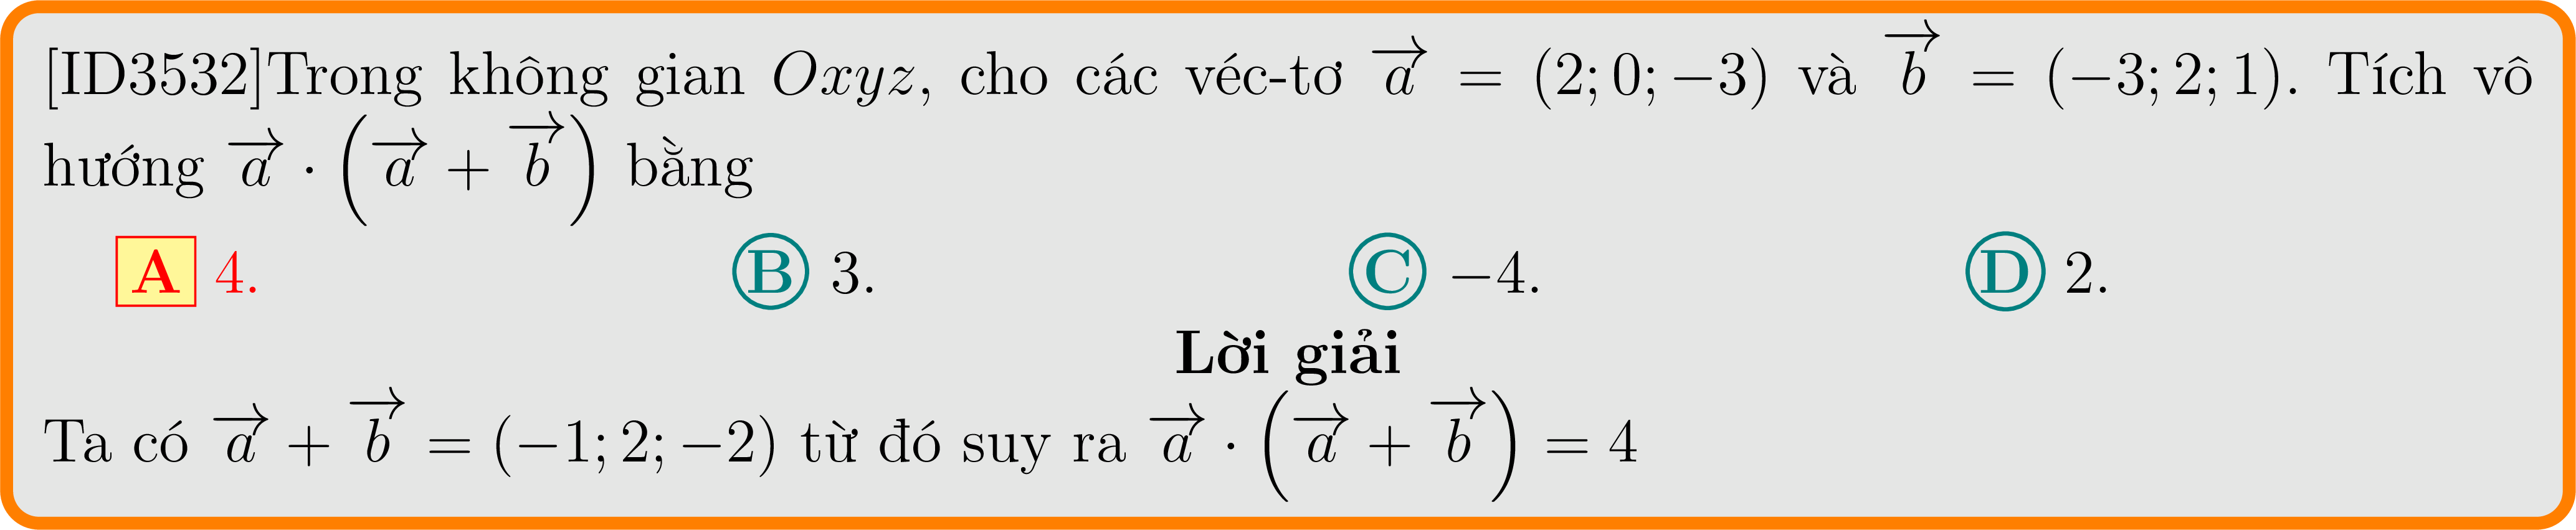 [ID3532]Trong không gian Oxyz, cho các véc-tơ $\overrightarrow{a} = (2; 0; -3)$ và $\overrightarrow{b} = (-3; 2; 1)$. Tích vô
hướng $\overrightarrow{a} \cdot \left(\overrightarrow{a} + \overrightarrow{b}\right)$ bằng
A 4. B 3. C −4. D 2.
Lời giải
Ta có $\overrightarrow{a} + \overrightarrow{b} = (-1; 2; -2)$ từ đó suy ra $\overrightarrow{a} \cdot \left(\overrightarrow{a} + \overrightarrow{b}\right) = 4$